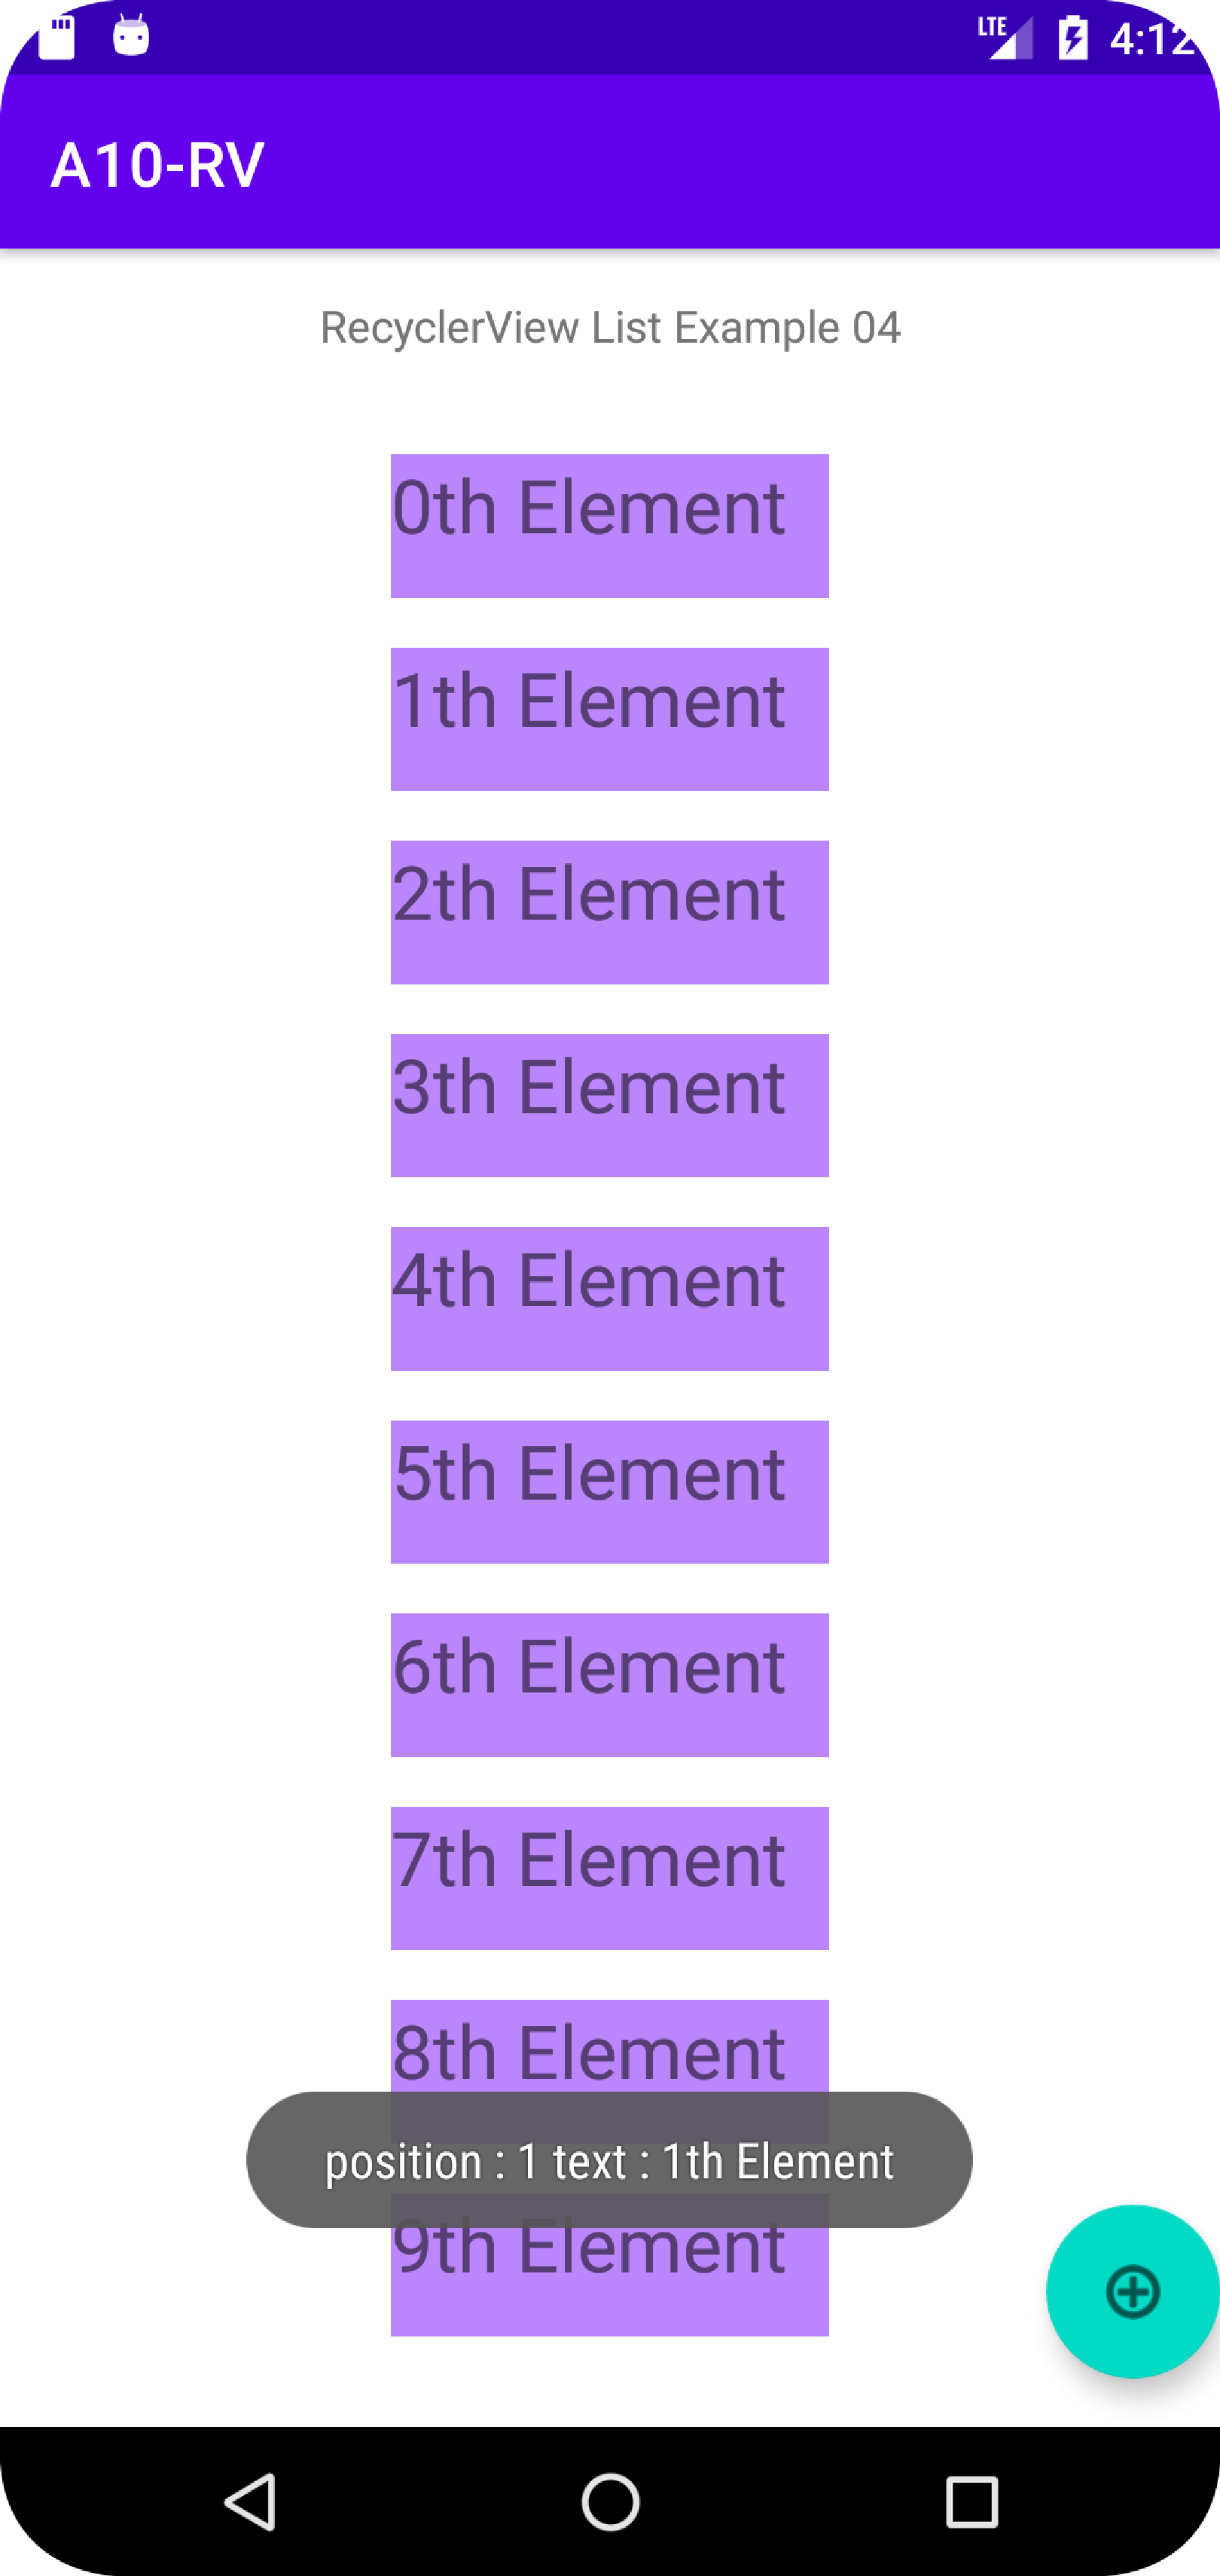 LTE 4:12
A10-RV
RecyclerView List Example 04
0th Element
1th Element
2th Element
3th Element
4th Element
5th Element
6th Element
7th Element
8th Element
position : 1 text : 1th Element
9th Element